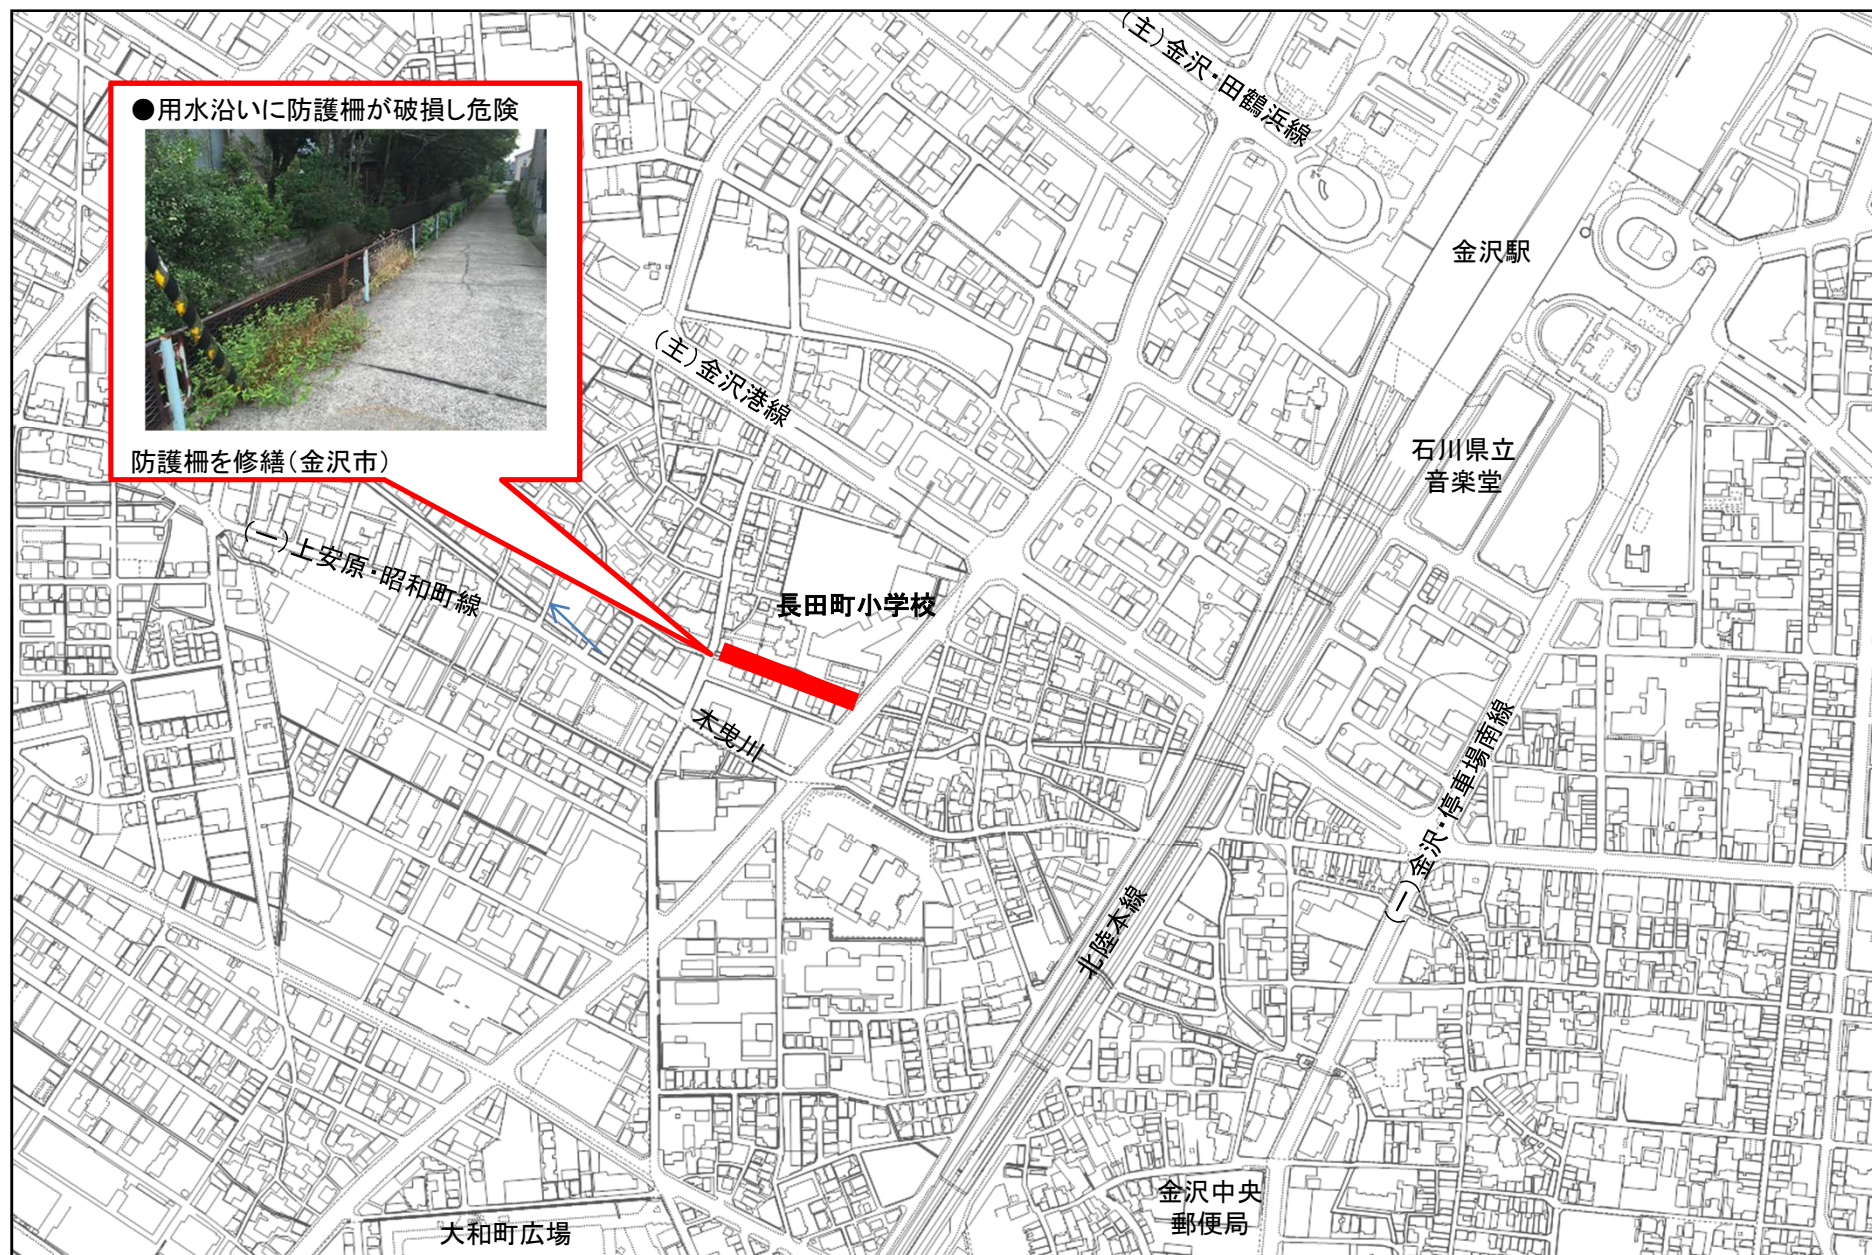 (主)金沢・田鶴浜線
●用水沿いに防護柵が破損し危険
防護柵を修繕(金沢市)
金沢駅
(主)金沢港線
石川県立
音楽堂
(一)上安原・昭和町線
長田町小学校
木曳川
(一)金沢・停車場南線
北陸本線
金沢中央
郵便局
大和町広場